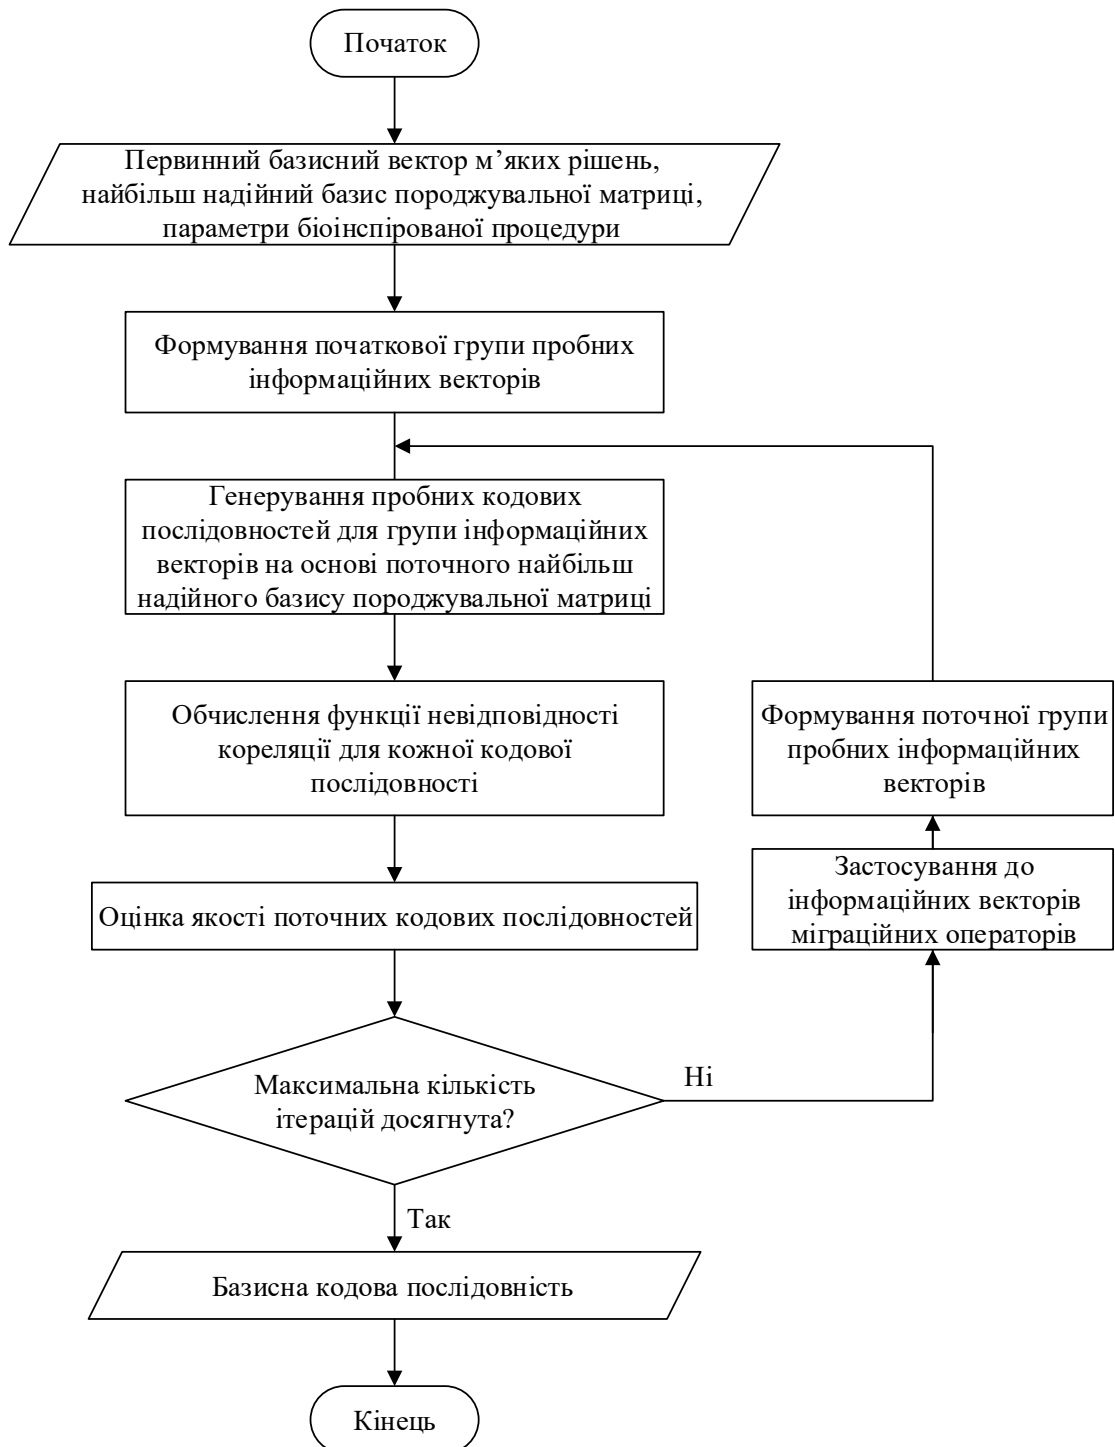 Початок
Первинний базисний вектор м’яких рішень,
найбільш надійний базис породжувальної матриці,
параметри біоінспірованої процедури
Формування початкової групи пробних
інформаційних векторів
Генерування пробних кодових
послідовностей для групи інформаційних
векторів на основі поточного найбільш
надійного базису породжувальної матриці
Обчислення функції невідповідності
кореляції для кожної кодової
послідовності
Формування поточної групи
пробних інформаційних
векторів
Застосування до
інформаційних векторів
міграційних операторів
Оцінка якості поточних кодових послідовностей
Максимальна кількість
ітерацій досягнута?
Ні
Так
Базисна кодова послідовність
Кінець